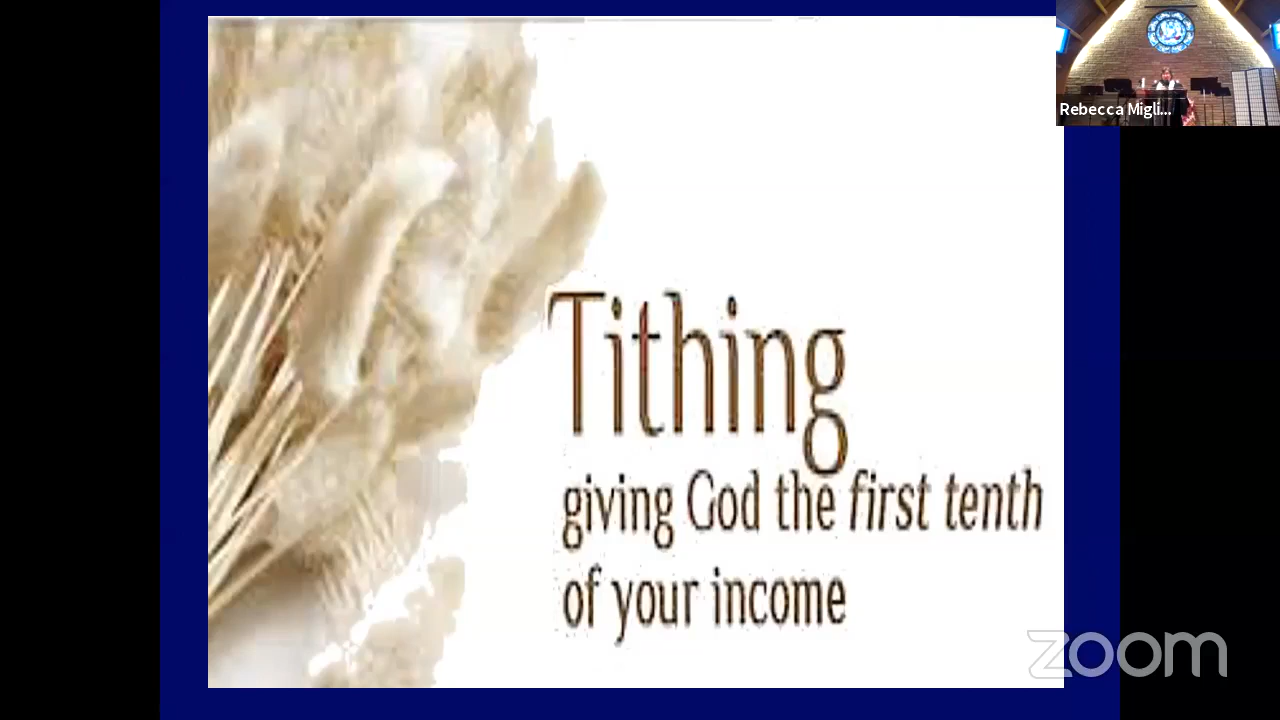 Rebecca Migli...
Tithing
giving God the first tenth
of your income
zoom